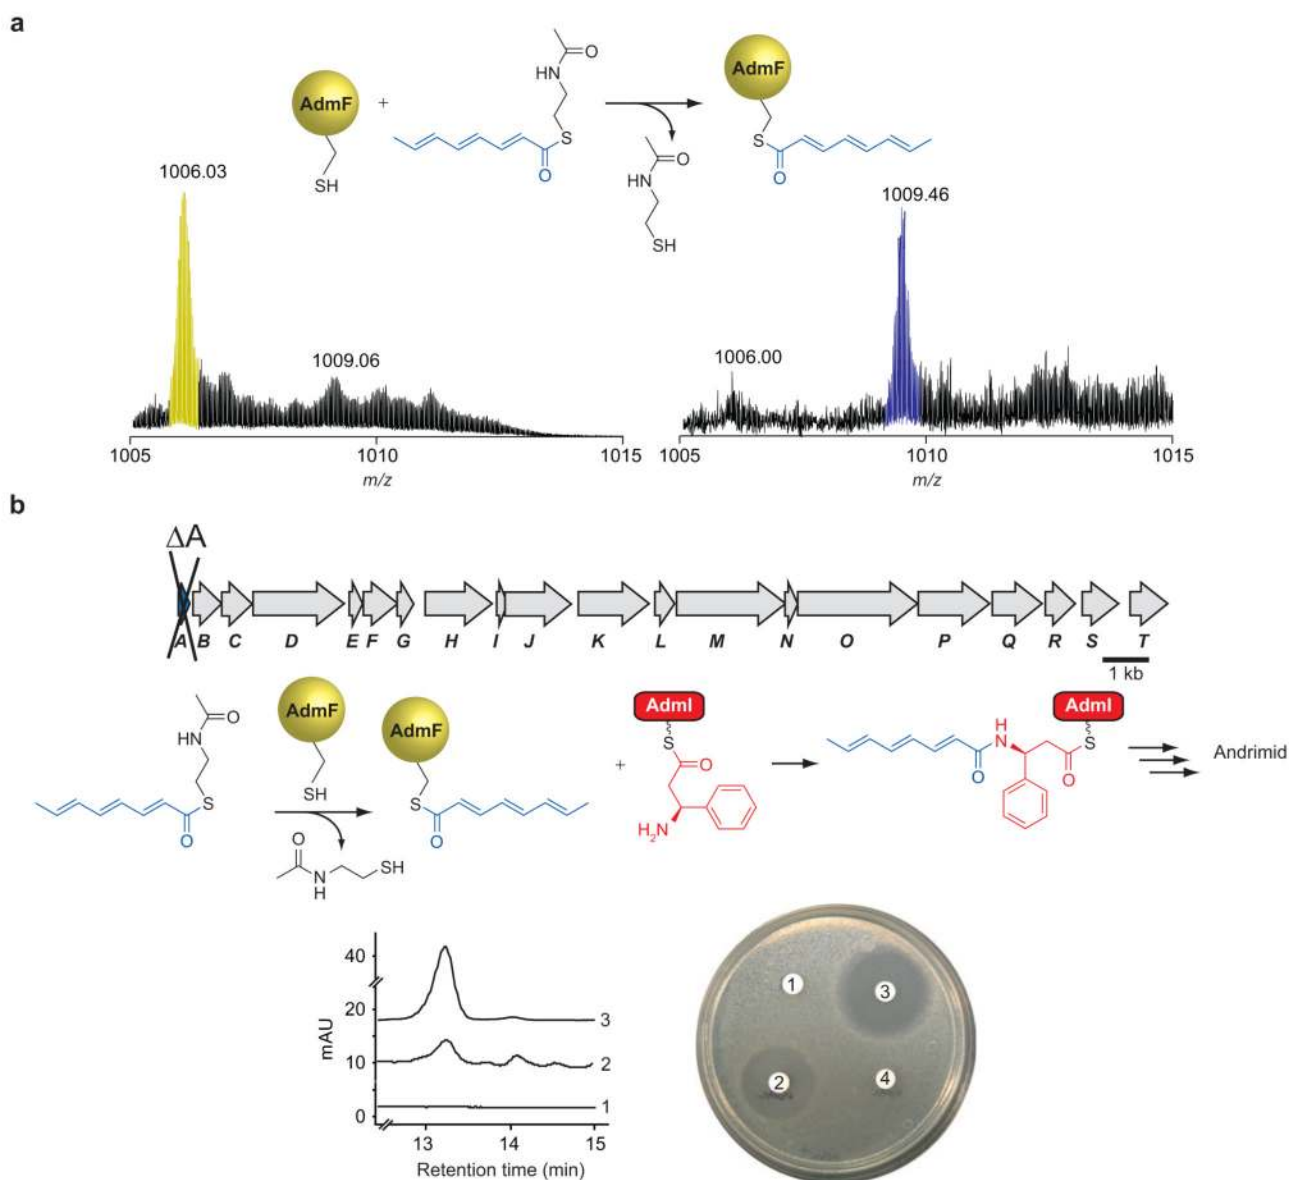 a
AdmF
SH
+
HN
O
S
O
O
HN
SH
AdmF
S
O
1006.03
1009.06
1005
1010
1015
m/z
1006.00
1009.46
1005
1010
1015
m/z
b
ΔA
A B C D E F G H I J K L M N O P Q R S T
1 kb
O
HN
S
O
AdmF
SH
O
N
H
SH
AdmF
S
O
+
AdmI
S
O
H₂N
AdmI
S
H
N
O
O
Andrimid
40
20
10
0
mAU
3
2
1
13
14
15
Retention time (min)
1
3
2
4